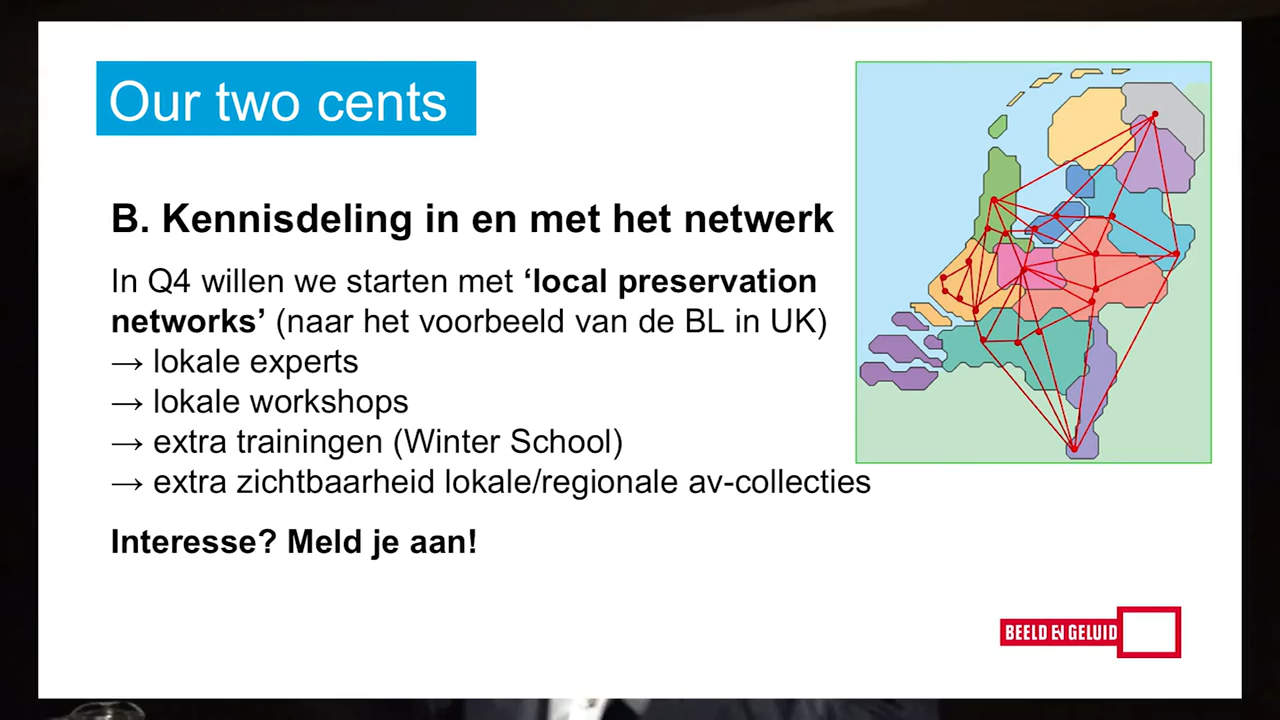 Our two cents
B. Kennisdeling in en met het netwerk
In Q4 willen we starten met ‘local preservation
networks’ (naar het voorbeeld van de BL in UK)
→ lokale experts
→ lokale workshops
→ extra trainingen (Winter School)
→ extra zichtbaarheid lokale/regionale av-collecties
Interesse? Meld je aan!
BEELD EN GELUID